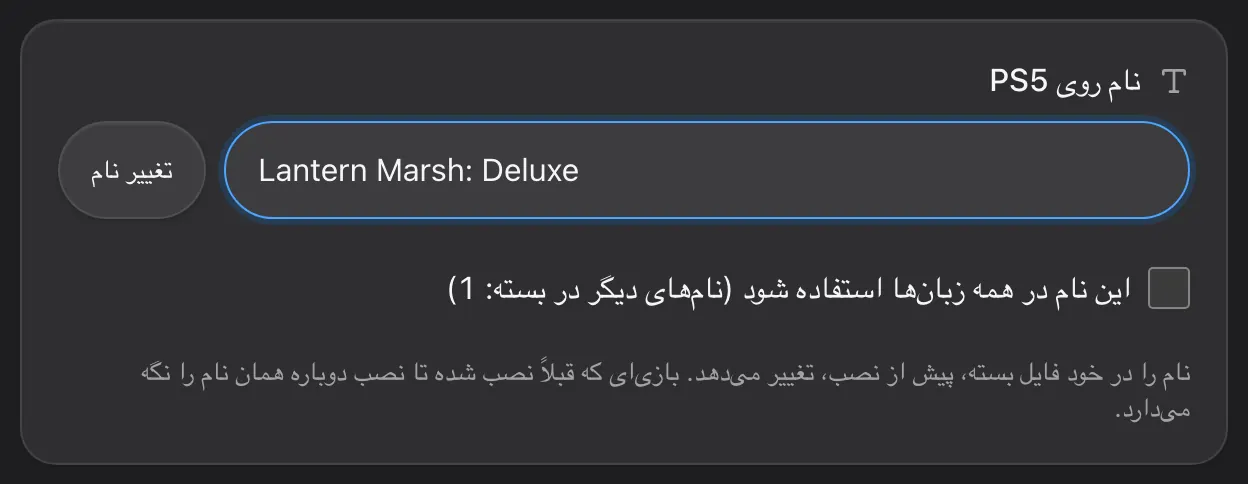 نام روی PS5
Lantern Marsh: Deluxe
تغییر نام
این نام در همه زبان‌ها استفاده شود (نام‌های دیگر در بسته: 1)
نام را در خود فایل بسته، پیش از نصب، تغییر می‌دهد. بازی‌ای که قبلاً نصب شده تا نصب دوباره همان نام را نگه
می‌دارد.